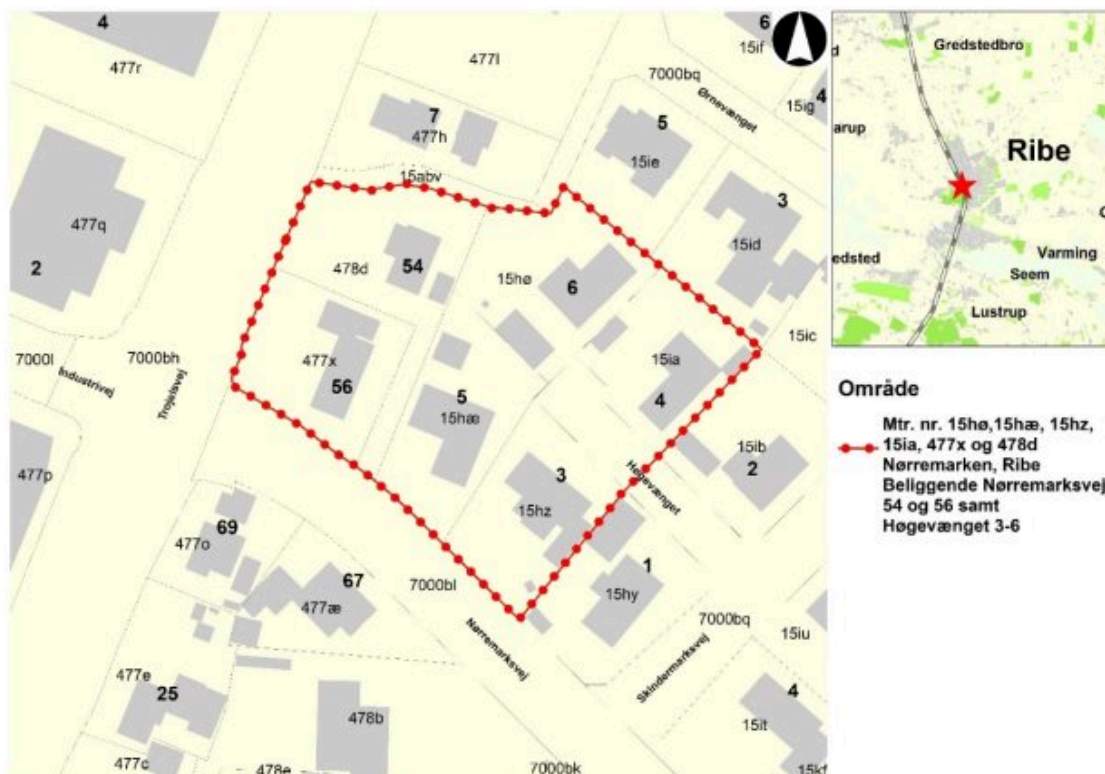 4
477r
477l
6
15if
7000bq
Ørnevænget
15ig
4
7
477h
5
15ie
15abv
3
15id
2
477q
54
478d
15hø
6
15ic
7000l
Industrivej
7000bh
Trojelsvej
477x
56
5
15hæ
15ia
4
15ib
2
3
15hz
Høgevænget
477p
69
477o
67
477æ
7000bl
Nørremarksvej
1
15hy
7000bq
Skindermarksvej
15iu
477e
25
478b
4
15it
477c
478e
7000bk
15kf
Gredstedbro
d
arup
Ribe
edsted
Varming
Seem
Lustrup
Område
Mtr. nr. 15hø,15hæ, 15hz,
15ia, 477x og 478d
Nørremarken, Ribe
Beliggende Nørremarksvej
54 og 56 samt
Høgevænget 3-6